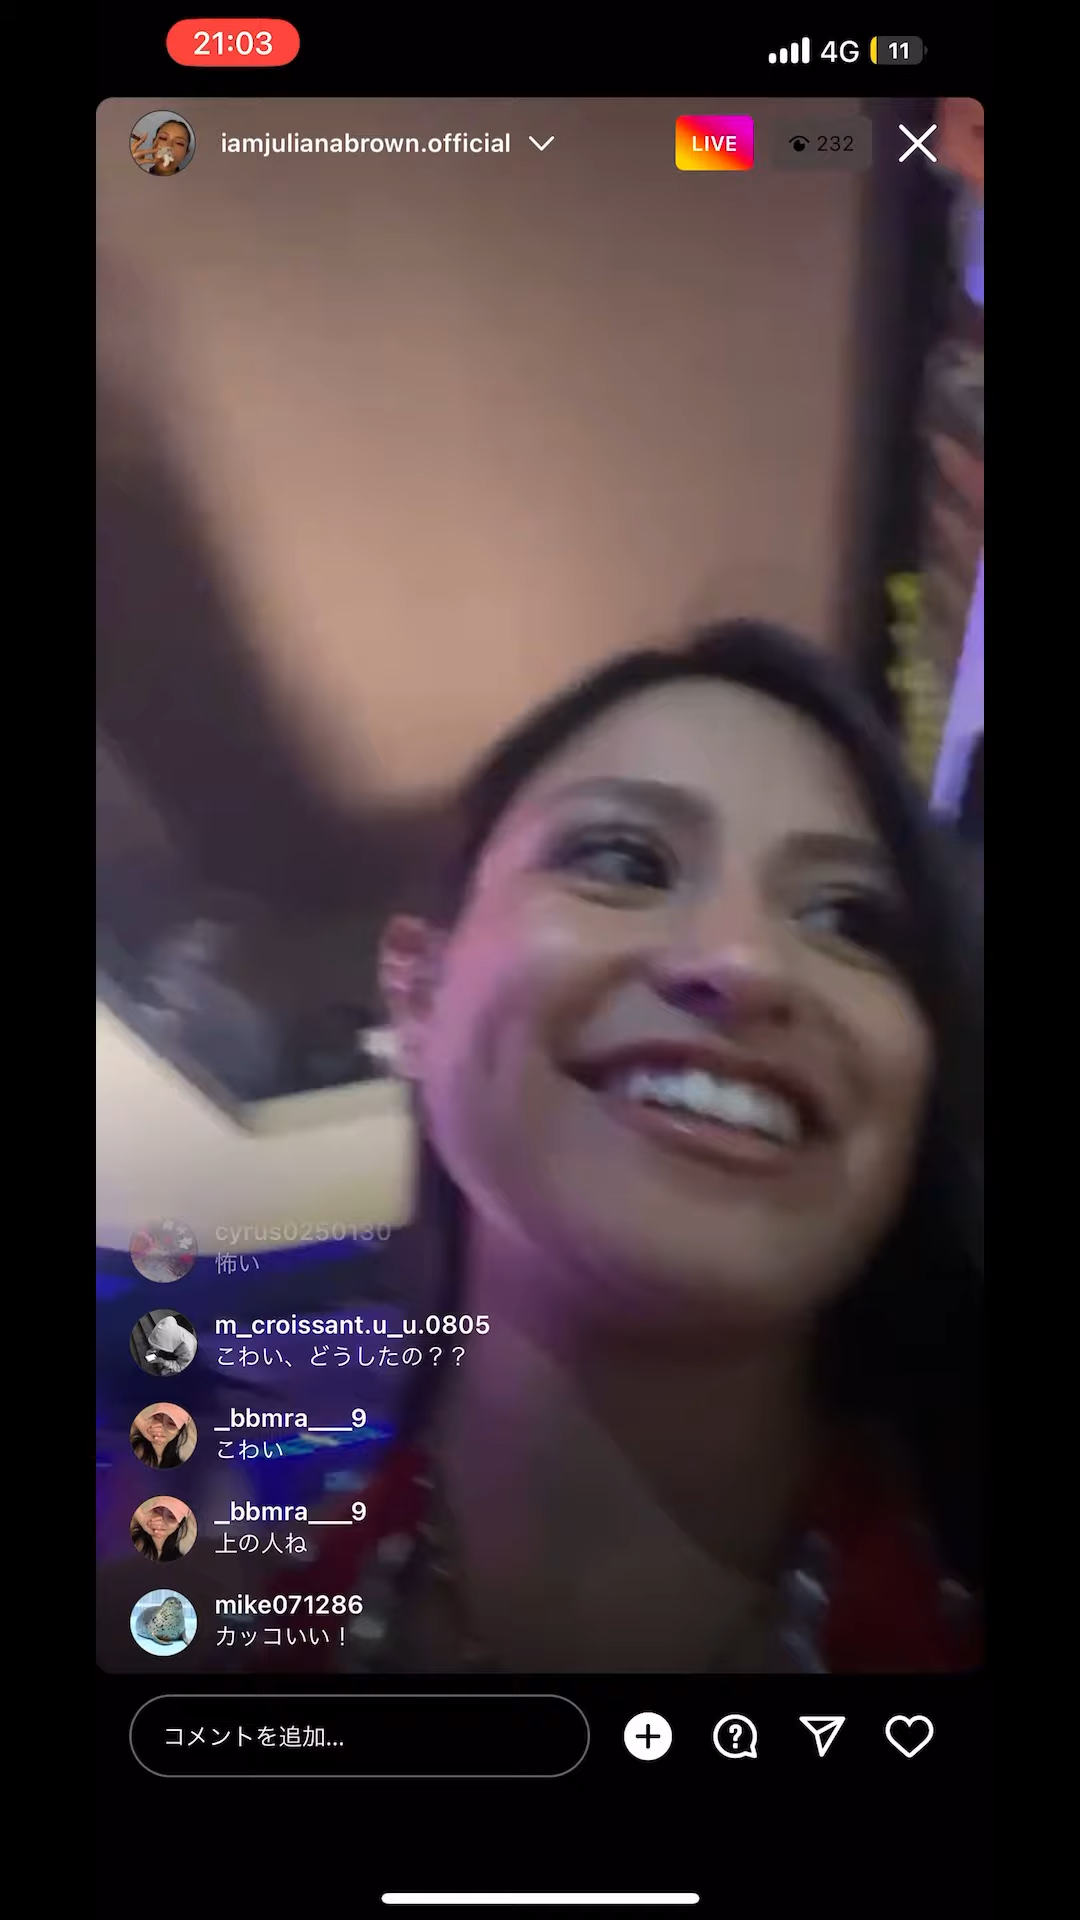 21:03
4G
11
iamjulianabrown.official
LIVE
232
cyrus0250130
怖い
m_croissant.u_u.0805
こわい、どうしたの？？
_bbmra___9
こわい
_bbmra___9
上の人ね
mike071286
カッコいい！
コメントを追加...